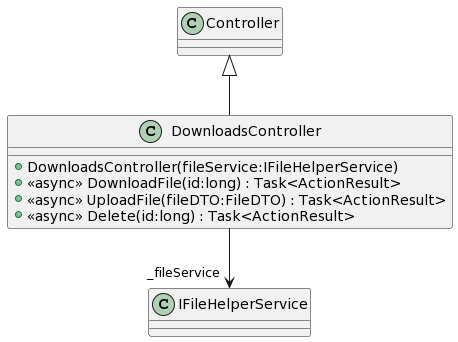 C Controller
C DownloadsController
DownloadsController(fileService:IFileHelperService)
«async» DownloadFile(id:long) : Task<ActionResult>
«async» UploadFile(fileDTO:FileDTO) : Task<ActionResult>
«async» Delete(id:long) : Task<ActionResult>
_fileService
C IFileHelperService